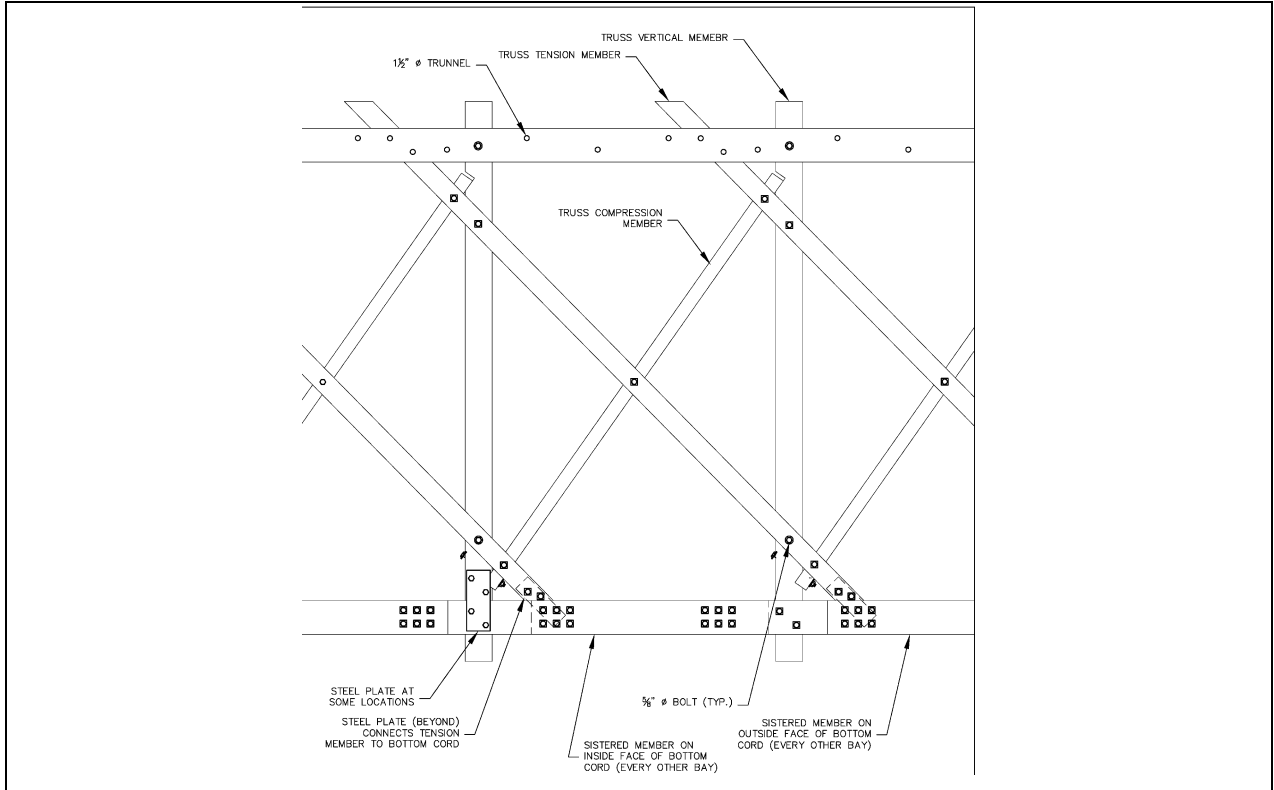 TRUSS VERTICAL MEMEBR
TRUSS TENSION MEMBER
1½" ø TRUNNEL
TRUSS COMPRESSION
MEMBER
STEEL PLATE AT
SOME LOCATIONS
STEEL PLATE (BEYOND)
CONNECTS TENSION
MEMBER TO BOTTOM CORD
⅝" ø BOLT (TYP.)
SISTERED MEMBER ON
INSIDE FACE OF BOTTOM
CORD (EVERY OTHER BAY)
SISTERED MEMBER ON
OUTSIDE FACE OF BOTTOM
CORD (EVERY OTHER BAY)